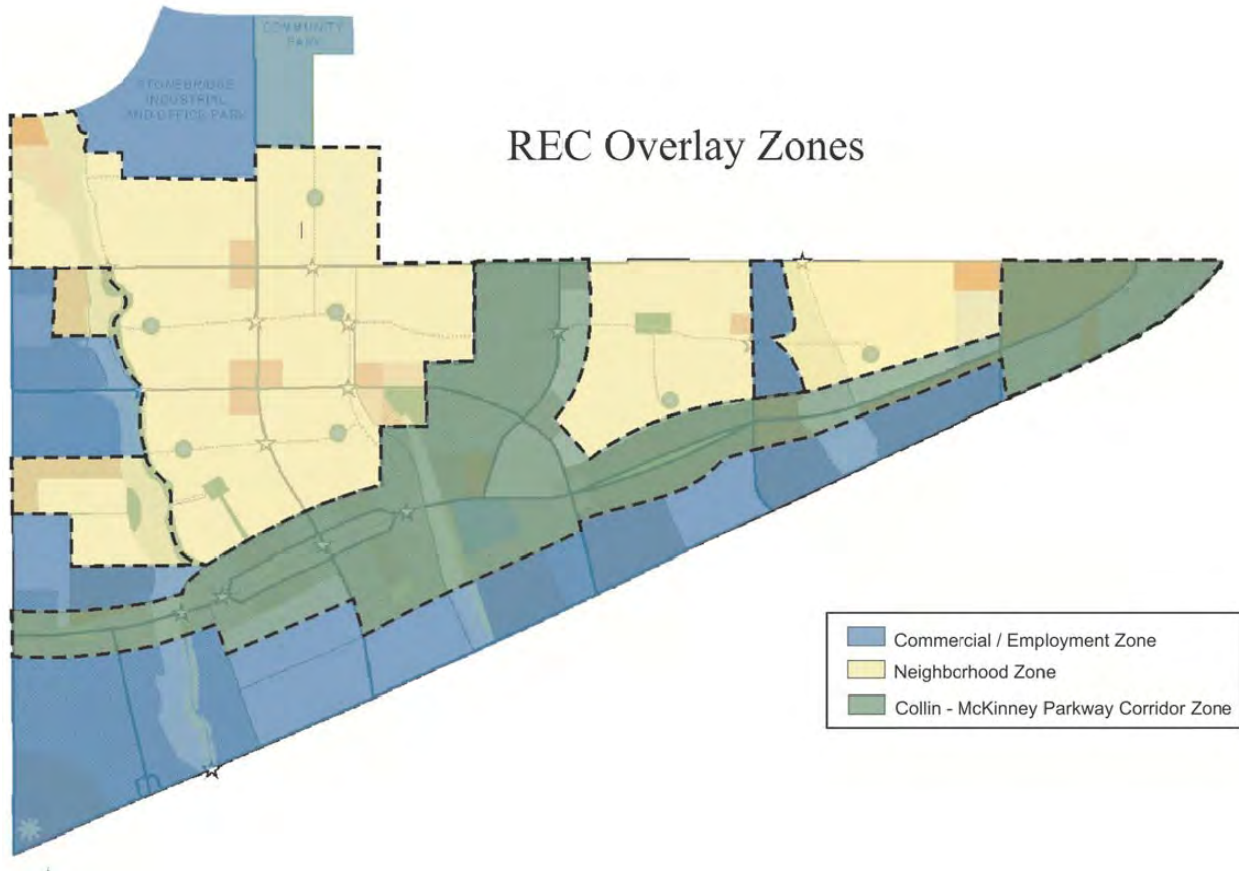 COMMUNITY
PARK
STONEBRIDGE
INDUSTRIAL
AND OFFICE PARK
REC Overlay Zones
Commercial / Employment Zone
Neighborhood Zone
Collin - McKinney Parkway Corridor Zone